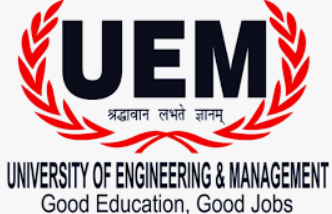 UEM
श्रद्धावान लभते ज्ञानम्
UNIVERSITY OF ENGINEERING & MANAGEMENT
Good Education, Good Jobs